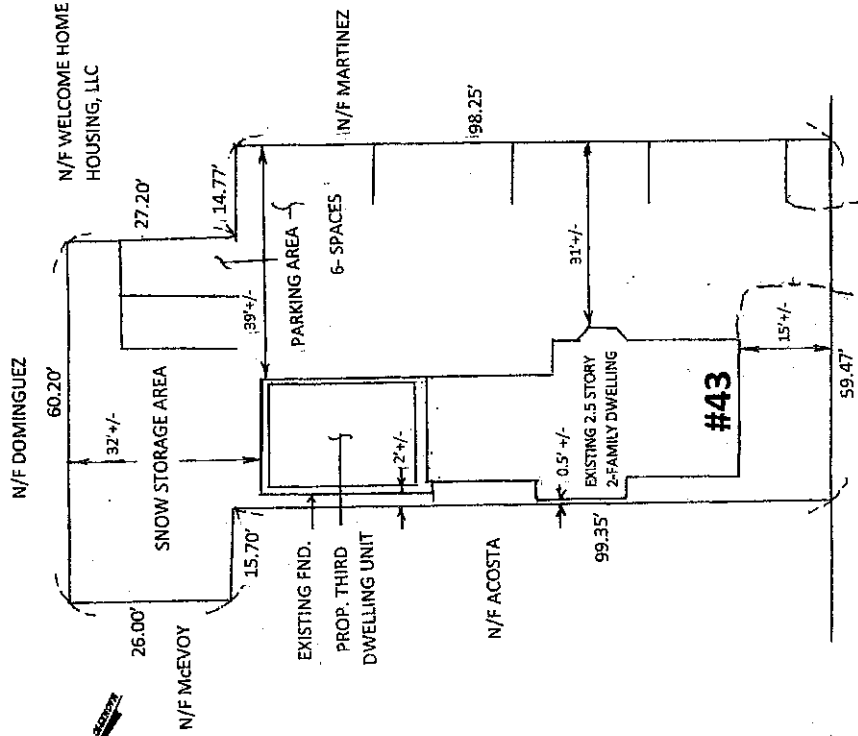 N/F DOMINGUEZ
N/F WELCOME HOME
HOUSING, LLC
60.20'
27.20'
14.77'
32'+/-
SNOW STORAGE AREA
26.00'
N/F McEVOY
15.70'
39'+/-
PARKING AREA
6- SPACES
N/F MARTINEZ
98.25'
EXISTING FND.
PROP. THIRD
DWELLING UNIT
2'+/-
31'+/-
N/F ACOSTA
0.5' +/-
EXISTING 2.5 STORY
2-FAMILY DWELLING
99.35'
#43
15'+/-
59.47'